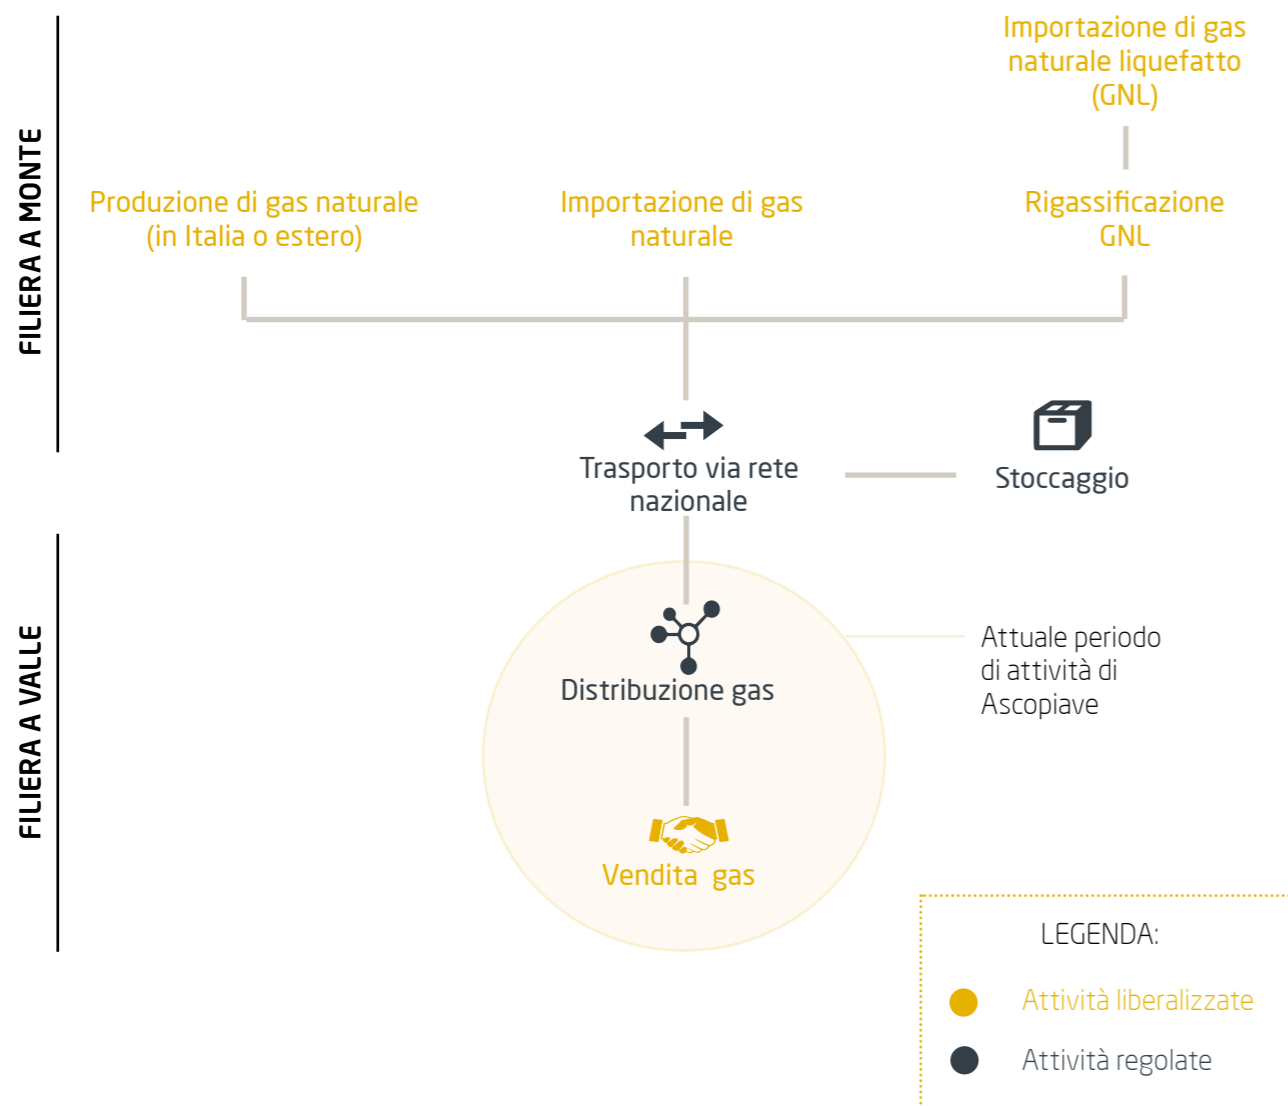 FILIERA A MONTE
Importazione di gas
naturale liquefatto
(GNL)
Produzione di gas naturale
(in Italia o estero)
Importazione di gas
naturale
Rigassificazione
GNL
Trasporto via rete
nazionale
Stoccaggio
FILIERA A VALLE
Distribuzione gas
Attuale periodo
di attività di
Ascopiave
Vendita gas
LEGENDA:
Attività liberalizzate
Attività regolate